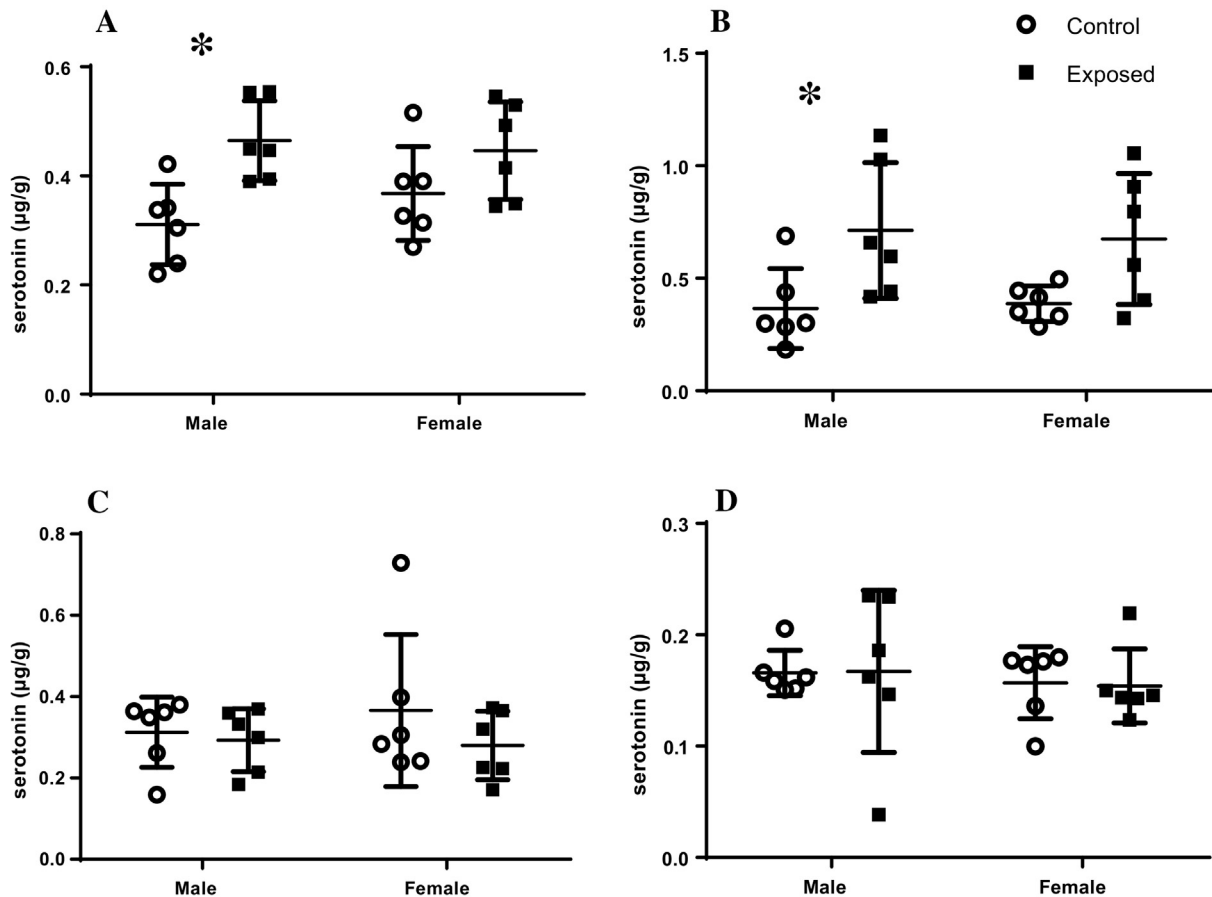 A
*
0.6
0.4
0.2
0.0
serotonin (µg/g)
Male
Female
B
Control
Exposed
*
1.5
1.0
0.5
0.0
serotonin (µg/g)
Male
Female
C
0.8
0.6
0.4
0.2
0.0
serotonin (µg/g)
Male
Female
D
0.3
0.2
0.1
0.0
serotonin (µg/g)
Male
Female